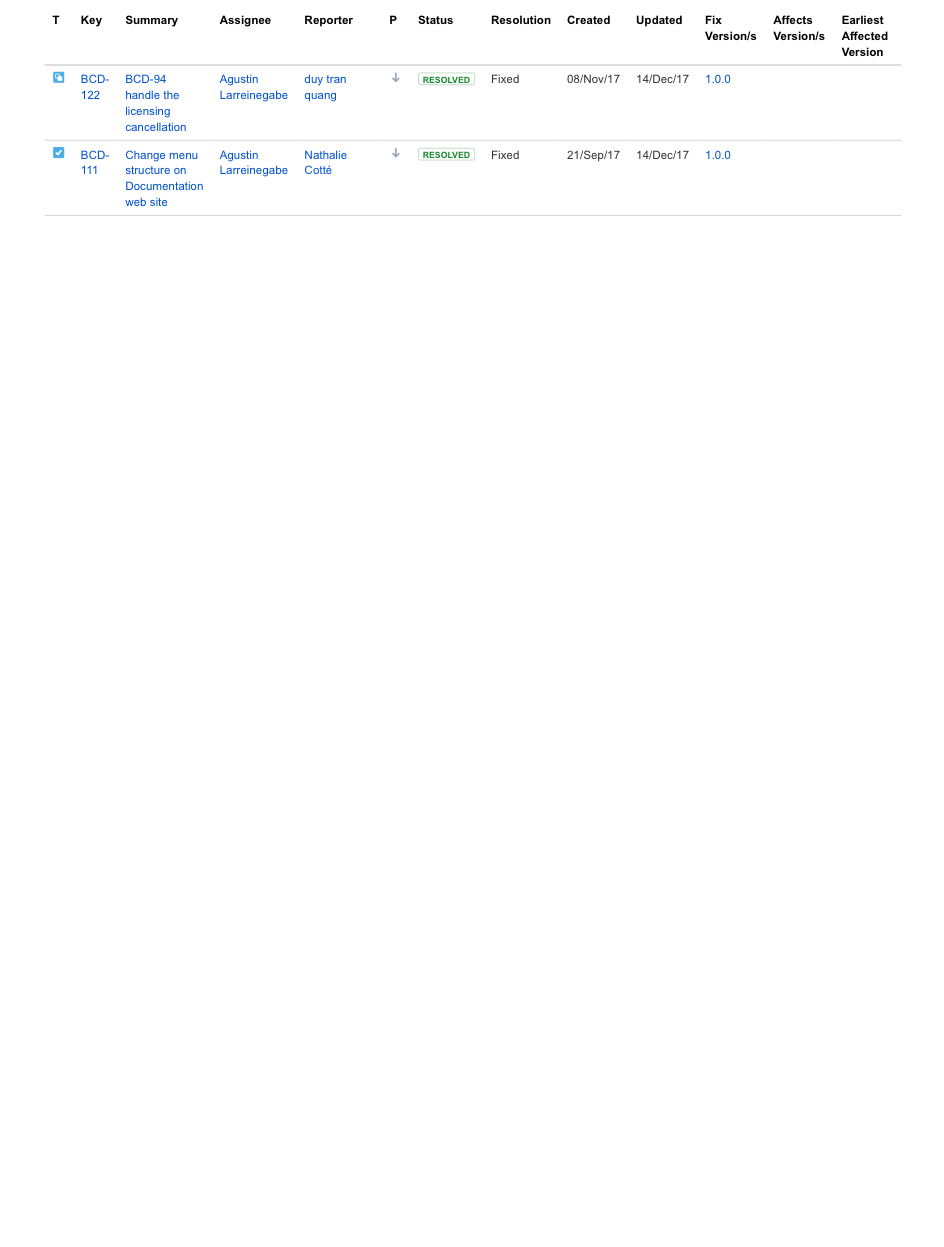 T Key Summary Assignee Reporter P Status Resolution Created Updated Fix Affects Earliest
Version/s Version/s Affected
Version
BCD- BCD-94 Agustin duy tran RESOLVED Fixed 08/Nov/17 14/Dec/17 1.0.0
122 handle the Larreinegabe quang
licensing
cancellation
BCD- Change menu Agustin Nathalie RESOLVED Fixed 21/Sep/17 14/Dec/17 1.0.0
111 structure on Larreinegabe Cotté
Documentation
web site